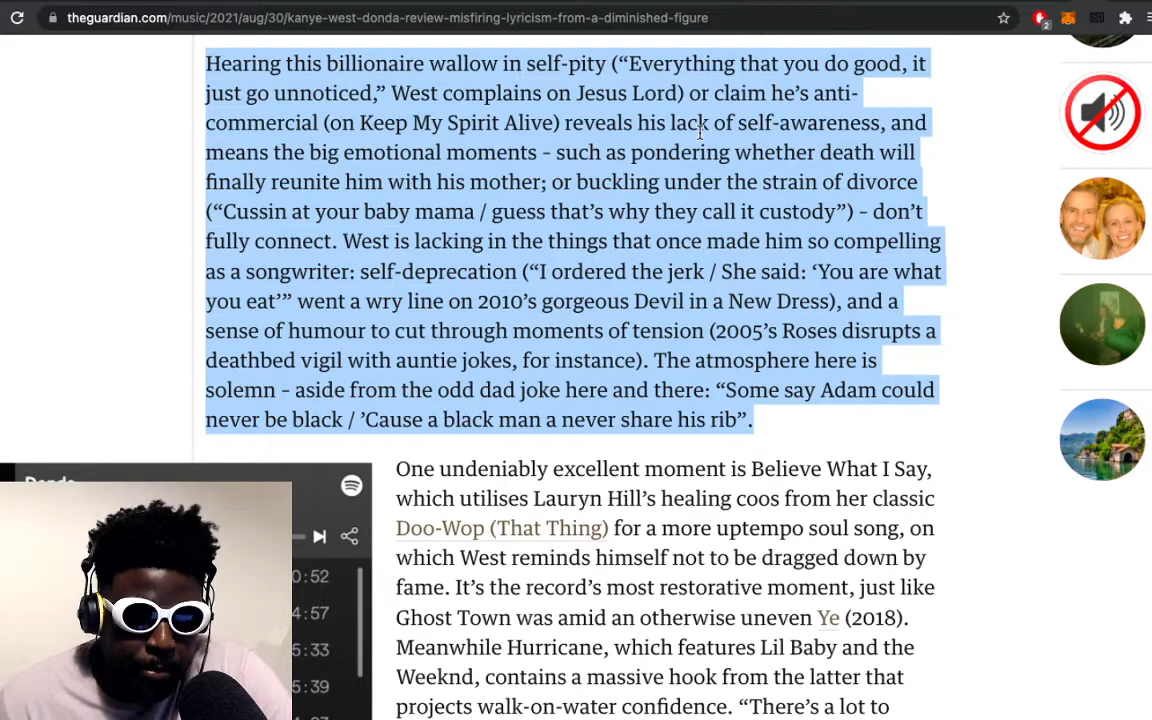 theguardian.com/music/2021/aug/30/kanye-west-donda-review-misfiring-lyricism-from-a-diminished-figure
2
Hearing this billionaire wallow in self-pity (“Everything that you do good, it
just go unnoticed,” West complains on Jesus Lord) or claim he’s anti-
commercial (on Keep My Spirit Alive) reveals his lack of self-awareness, and
means the big emotional moments – such as pondering whether death will
finally reunite him with his mother; or buckling under the strain of divorce
(“Cussin at your baby mama / guess that’s why they call it custody”) – don’t
fully connect. West is lacking in the things that once made him so compelling
as a songwriter: self-deprecation (“I ordered the jerk / She said: ‘You are what
you eat’” went a wry line on 2010’s gorgeous Devil in a New Dress), and a
sense of humour to cut through moments of tension (2005’s Roses disrupts a
deathbed vigil with auntie jokes, for instance). The atmosphere here is
solemn – aside from the odd dad joke here and there: “Some say Adam could
never be black / ’Cause a black man a never share his rib”.
One undeniably excellent moment is Believe What I Say,
which utilises Lauryn Hill’s healing coos from her classic
Doo-Wop (That Thing) for a more uptempo soul song, on
which West reminds himself not to be dragged down by
fame. It’s the record’s most restorative moment, just like
Ghost Town was amid an otherwise uneven Ye (2018).
Meanwhile Hurricane, which features Lil Baby and the
Weeknd, contains a massive hook from the latter that
projects walk-on-water confidence. “There’s a lot to
Donda
0:52
4:57
5:33
5:39